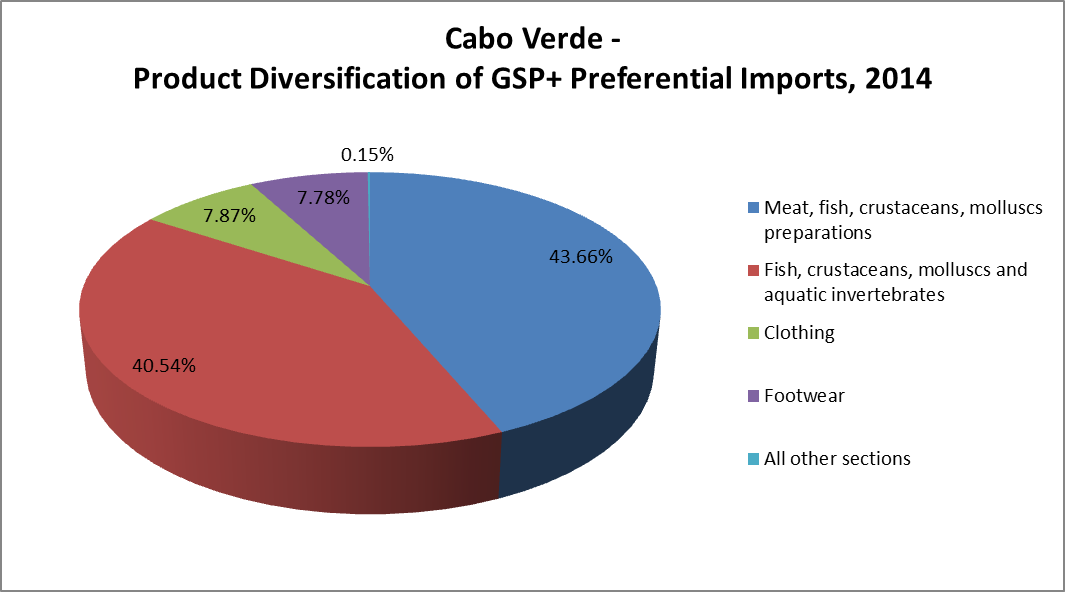 Cabo Verde -
Product Diversification of GSP+ Preferential Imports, 2014
0.15%
7.78%
7.87%
43.66%
40.54%
Meat, fish, crustaceans, molluscs
preparations
Fish, crustaceans, molluscs and
aquatic invertebrates
Clothing
Footwear
All other sections